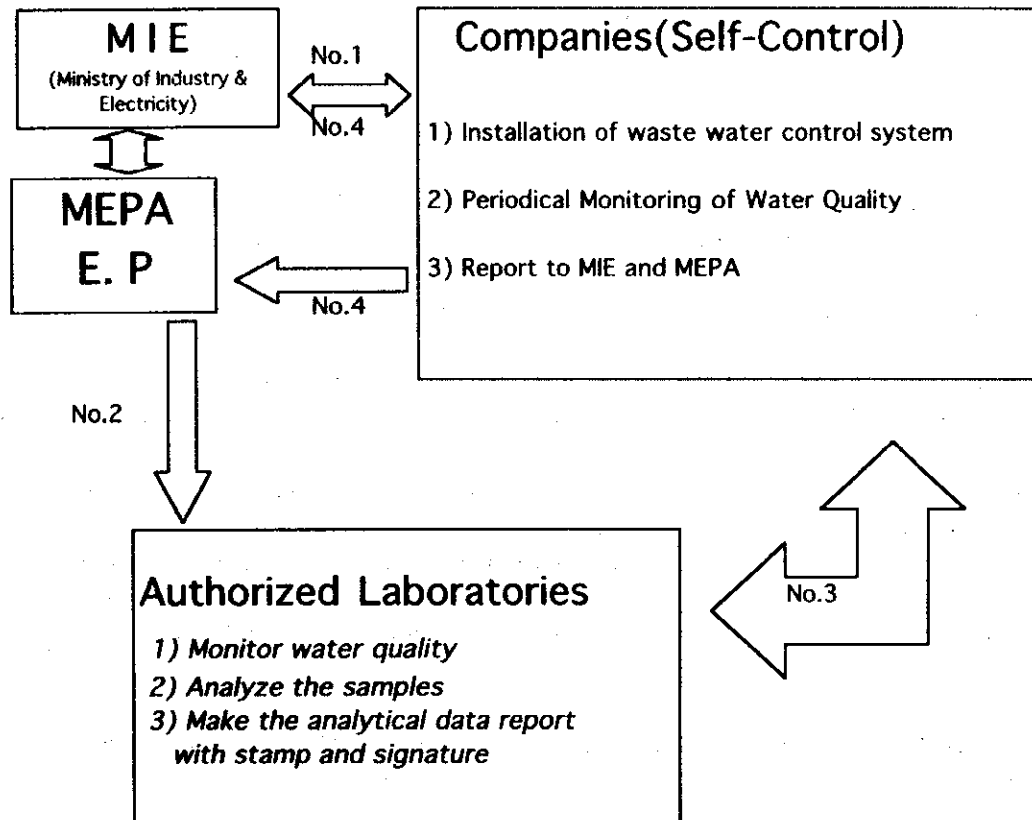 MIE
(Ministry of Industry &
Electricity)
No.1
No.4
Companies(Self-Control)
1) Installation of waste water control system
2) Periodical Monitoring of Water Quality
3) Report to MIE and MEPA
MEPA
E. P
No.4
No.2
No.3
Authorized Laboratories
1) Monitor water quality
2) Analyze the samples
3) Make the analytical data report
with stamp and signature